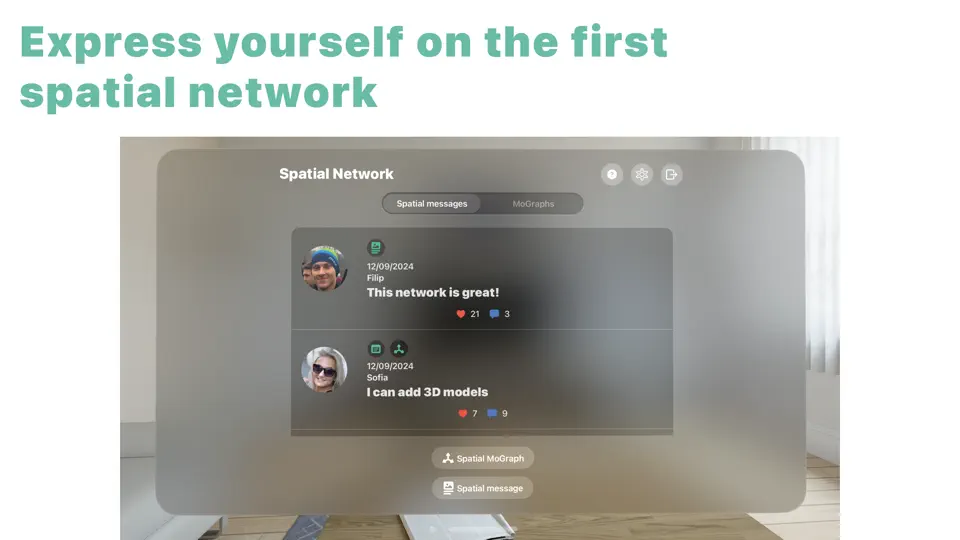 Express yourself on the first
spatial network
Spatial Network
Spatial messages
MoGraphs
12/09/2024
Filip
This network is great!
21
3
12/09/2024
Sofia
I can add 3D models
7
9
Spatial MoGraph
Spatial message